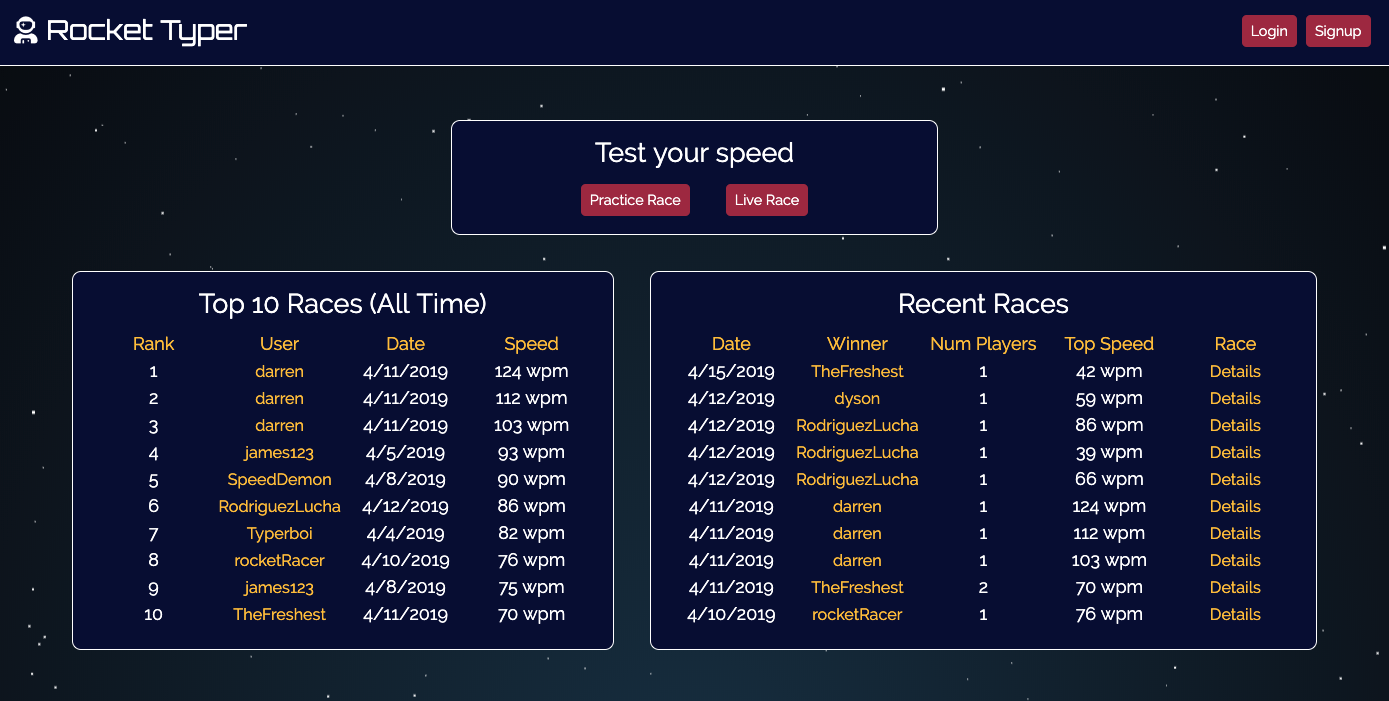 Rocket Typer
Login Signup
Test your speed
Practice Race Live Race
Top 10 Races (All Time)
Rank User Date Speed
1 darren 4/11/2019 124 wpm
2 darren 4/11/2019 112 wpm
3 darren 4/11/2019 103 wpm
4 james123 4/5/2019 93 wpm
5 SpeedDemon 4/8/2019 90 wpm
6 RodriguezLucha 4/12/2019 86 wpm
7 Typerboi 4/4/2019 82 wpm
8 rocketRacer 4/10/2019 76 wpm
9 james123 4/8/2019 75 wpm
10 TheFreshest 4/11/2019 70 wpm
Recent Races
Date Winner Num Players Top Speed Race
4/15/2019 TheFreshest 1 42 wpm Details
4/12/2019 dyson 1 59 wpm Details
4/12/2019 RodriguezLucha 1 86 wpm Details
4/12/2019 RodriguezLucha 1 39 wpm Details
4/12/2019 RodriguezLucha 1 66 wpm Details
4/11/2019 darren 1 124 wpm Details
4/11/2019 darren 1 112 wpm Details
4/11/2019 darren 1 103 wpm Details
4/11/2019 TheFreshest 2 70 wpm Details
4/10/2019 rocketRacer 1 76 wpm Details